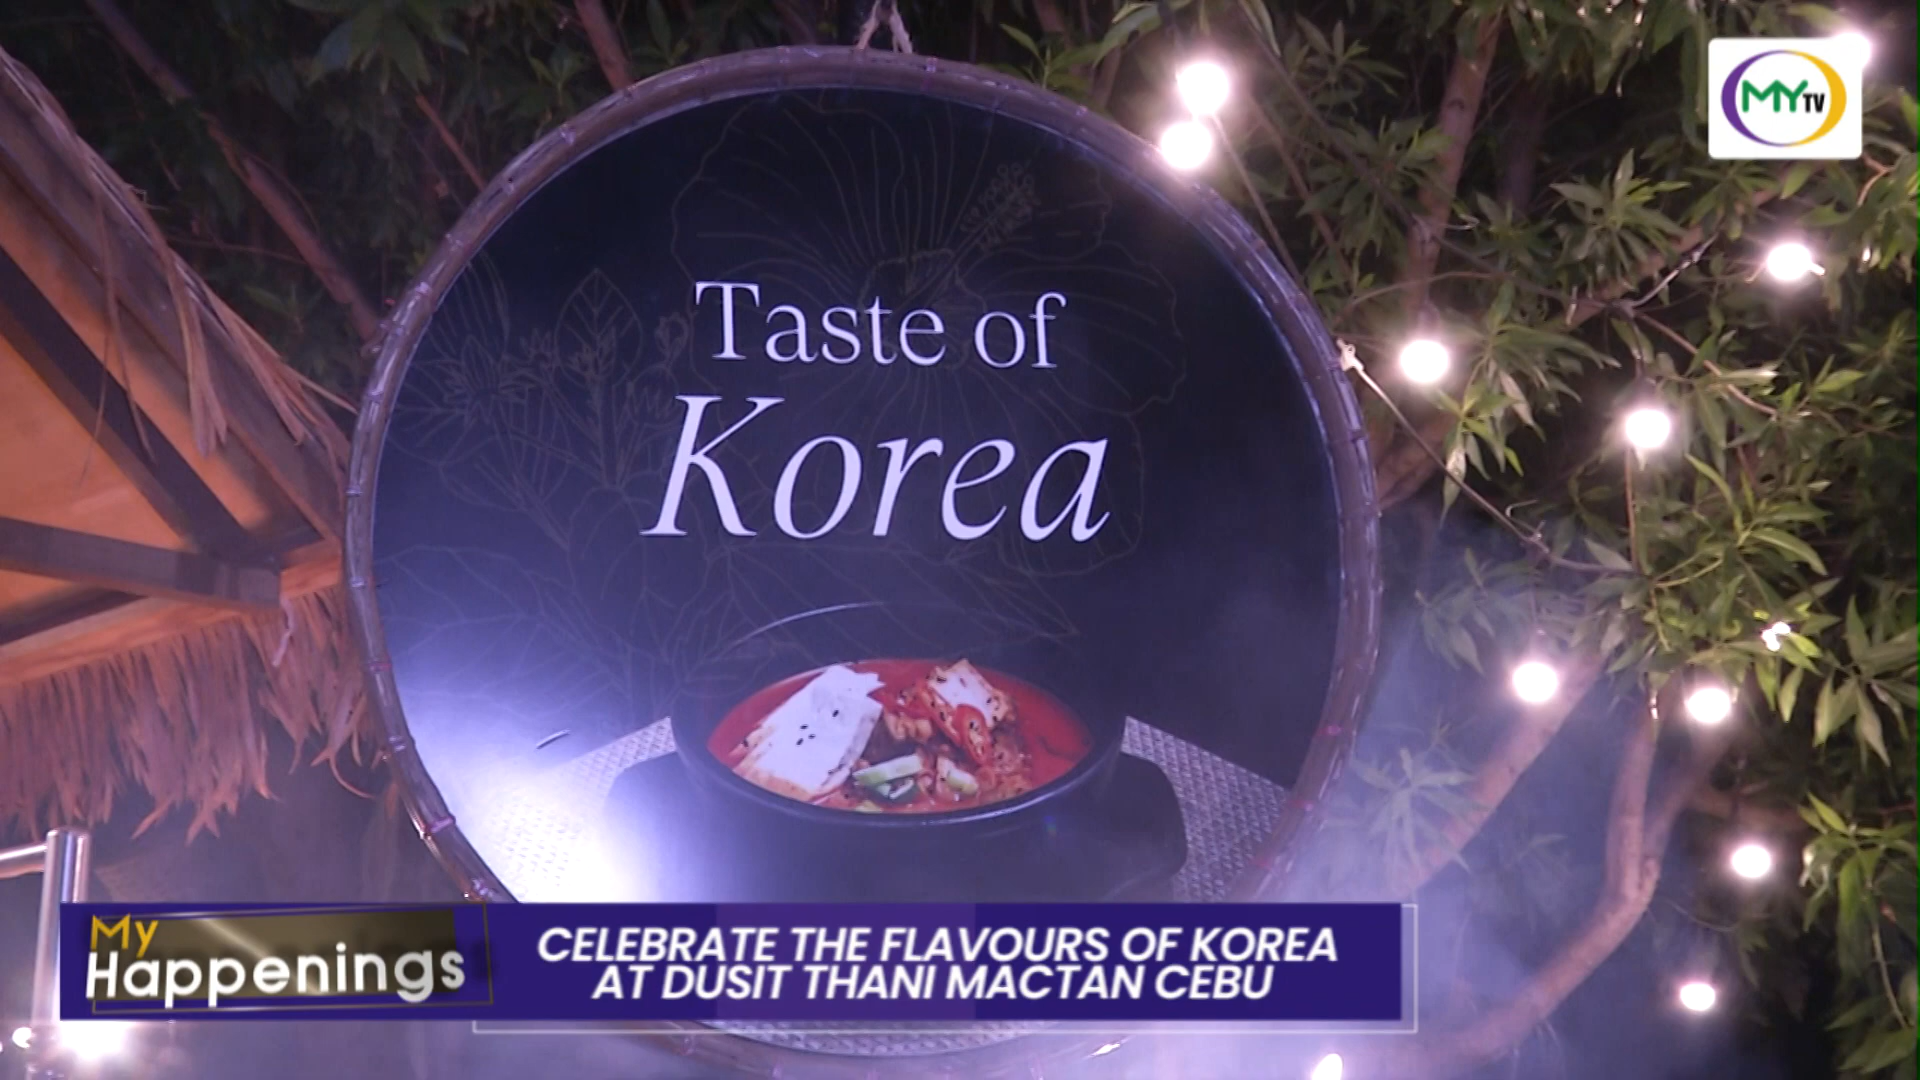 MYTV
Taste of
Korea
My
Happenings
CELEBRATE THE FLAVOURS OF KOREA
AT DUSIT THANI MACTAN CEBU